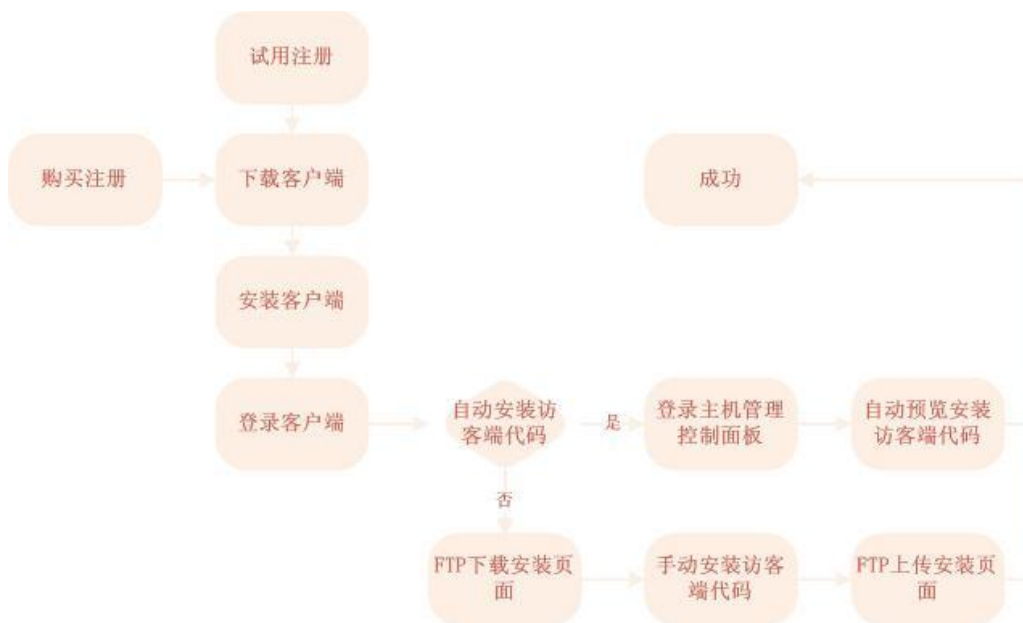 试用注册
购买注册
下载客户端
成功
安装客户端
登录客户端
自动安装访
客端代码
是
登录主机管理
控制面板
自动预览安装
访客端代码
否
FTP下载安装页
面
手动安装访客
端代码
FTP上传安装页
面